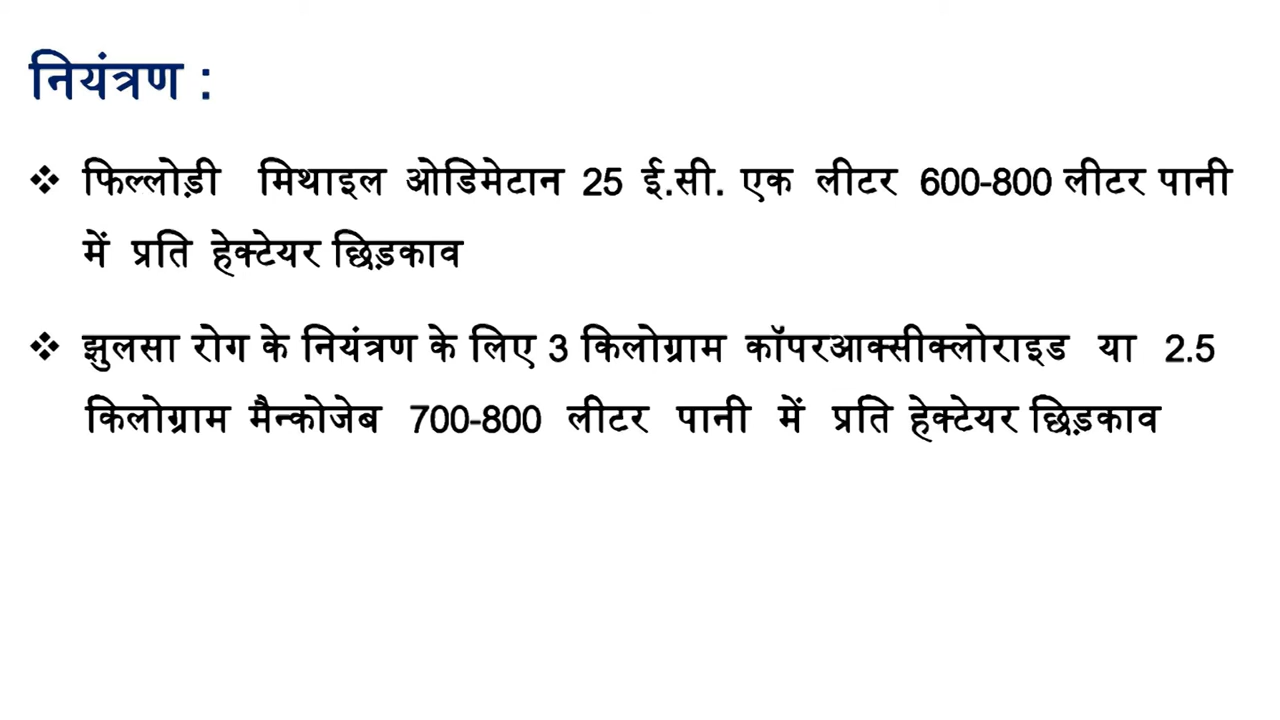 नियंत्रण :
❖ फिल्लोड़ी मिथाइल ओडिमेटान 25 ई.सी. एक लीटर 600-800 लीटर पानी
में प्रति हेक्टेयर छिड़काव
❖ झुलसा रोग के नियंत्रण के लिए 3 किलोग्राम कॉपरआक्सीक्लोराइड या 2.5
किलोग्राम मैन्कोजेब 700-800 लीटर पानी में प्रति हेक्टेयर छिड़काव